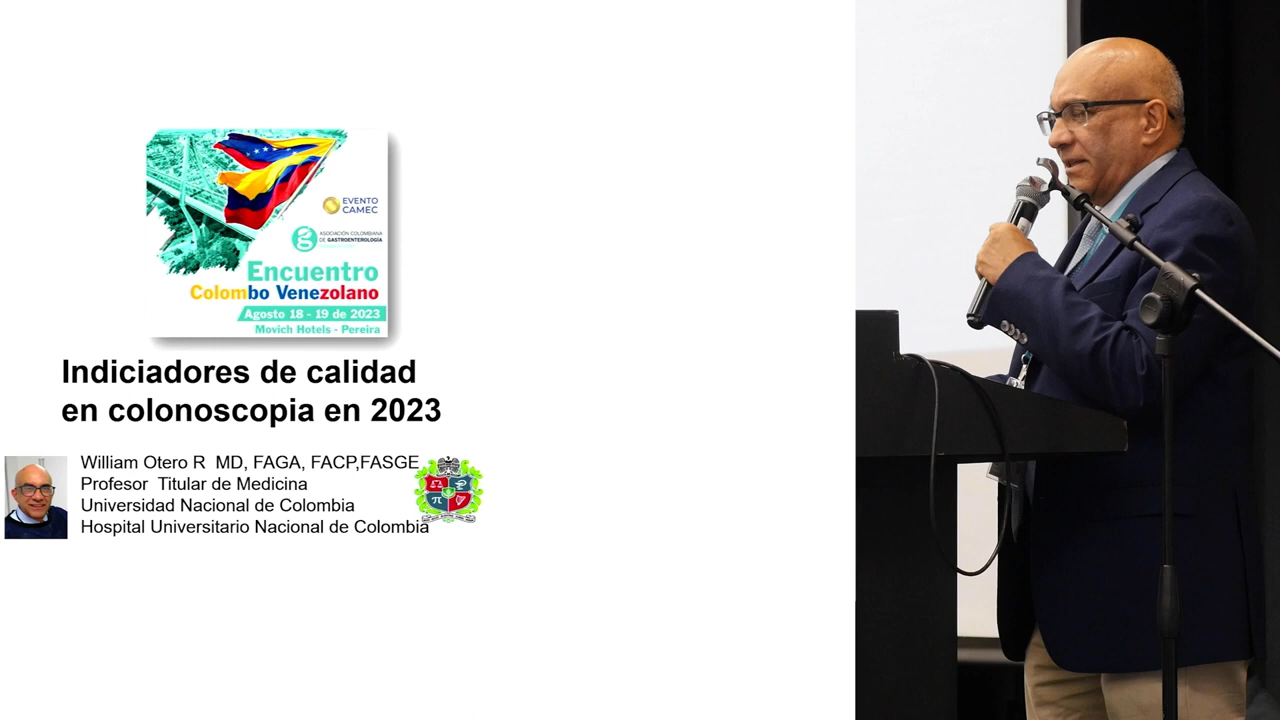 EVENTO
CAMEC
ASOCIACIÓN COLOMBIANA
DE GASTROENTEROLOGÍA
Encuentro
Colombo Venezolano
Agosto 18 - 19 de 2023
Movich Hotels - Pereira
Indiciadores de calidad
en colonoscopia en 2023
William Otero R MD, FAGA, FACP,FASGE
Profesor Titular de Medicina
Universidad Nacional de Colombia
Hospital Universitario Nacional de Colombia